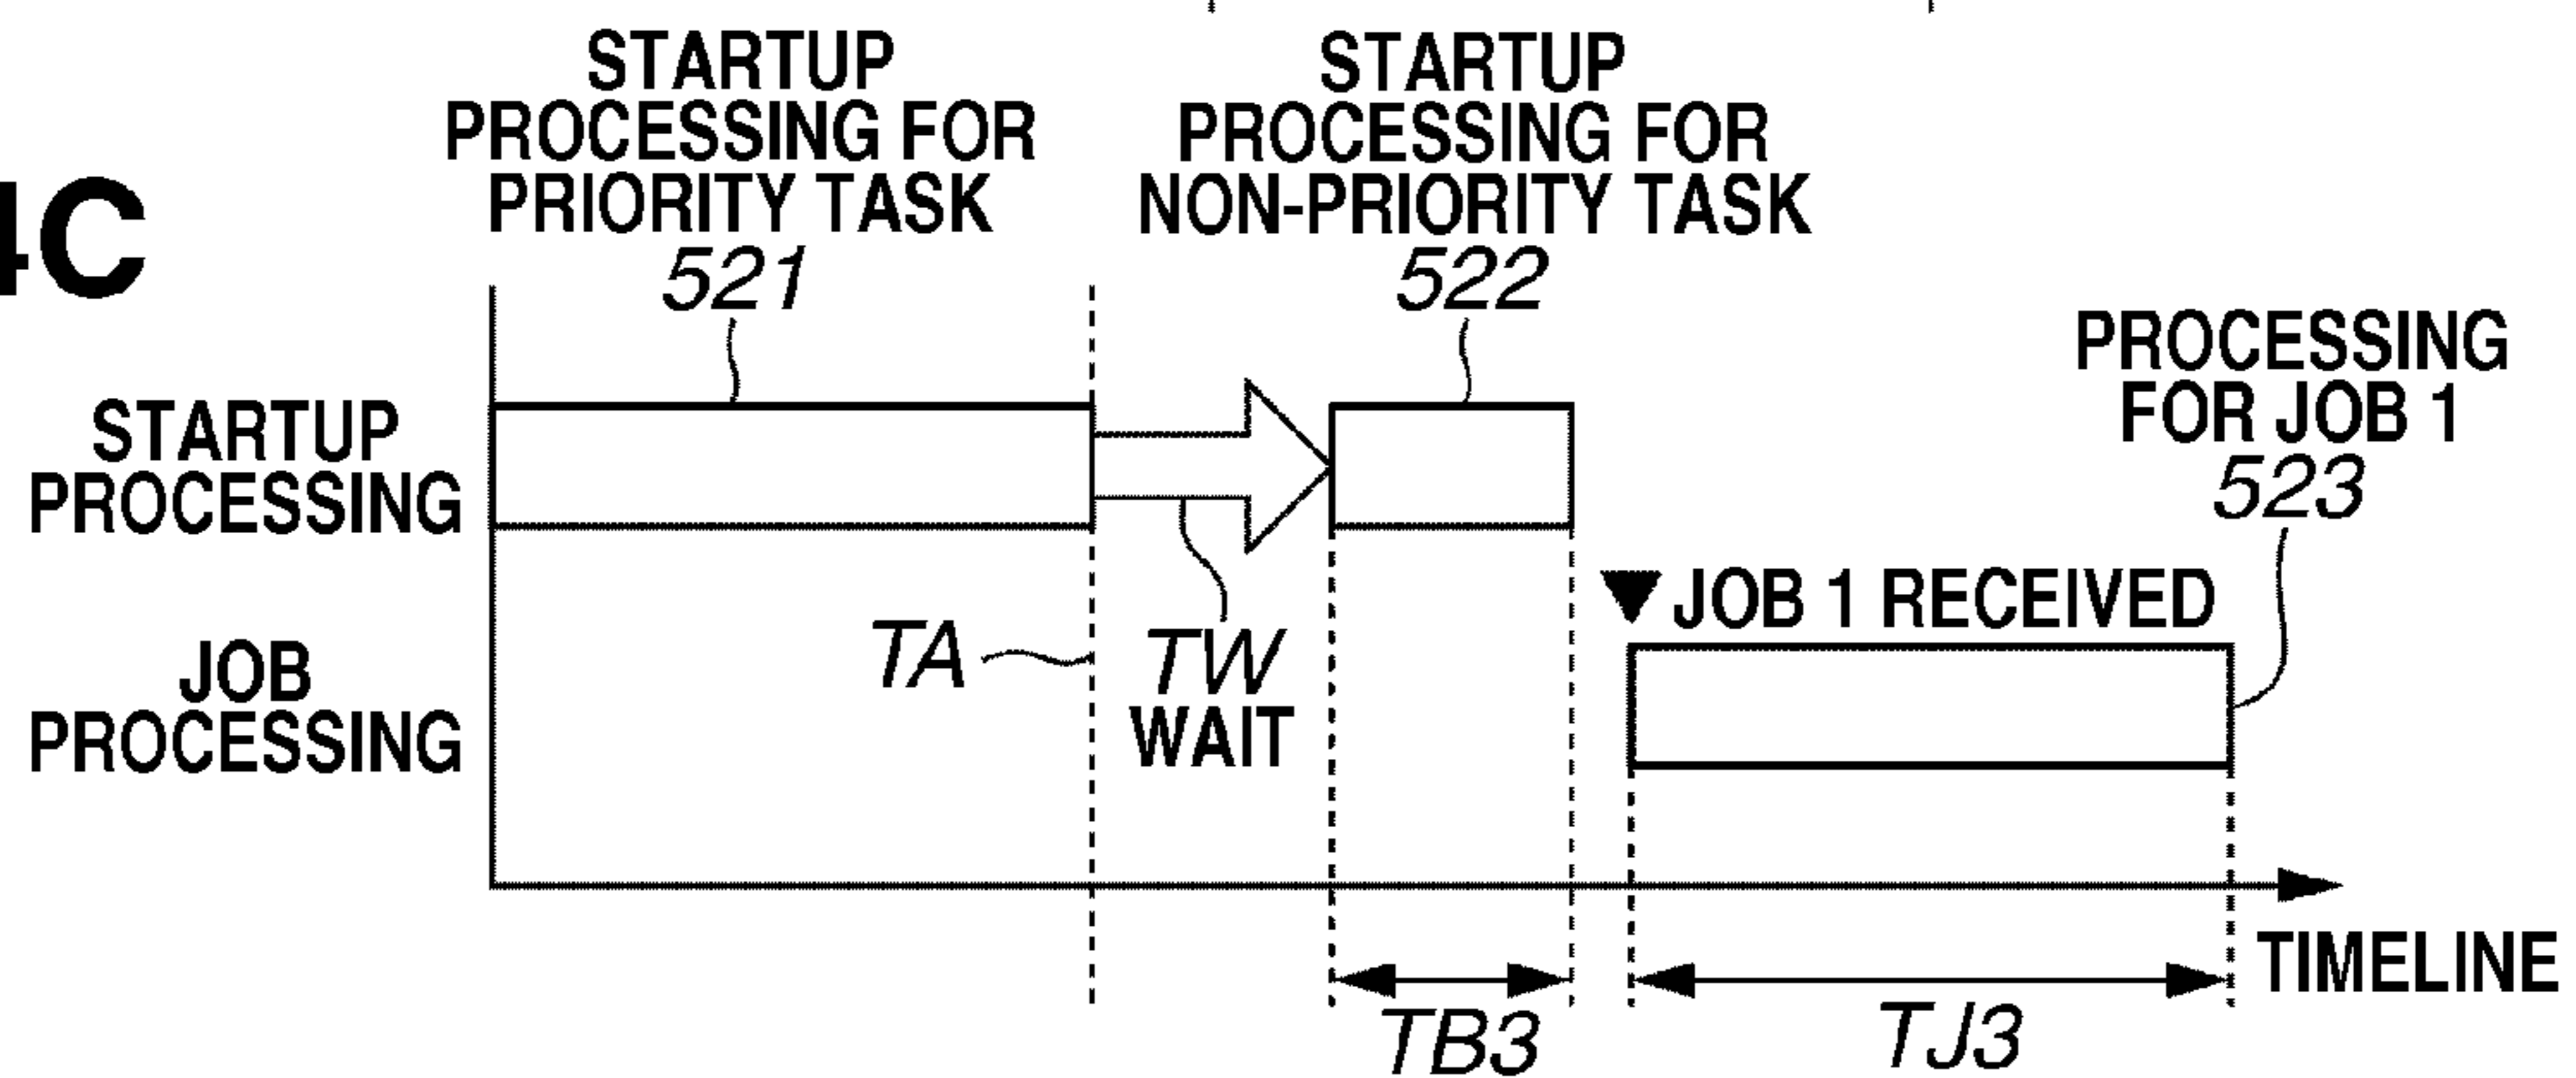 4C
STARTUP
PROCESSING FOR
PRIORITY TASK
521
STARTUP
PROCESSING FOR
NON-PRIORITY TASK
522
PROCESSING
FOR JOB 1
523
STARTUP
PROCESSING
▼ JOB 1 RECEIVED
JOB
PROCESSING
TA
TW
WAIT
TIMELINE
TB3
TJ3